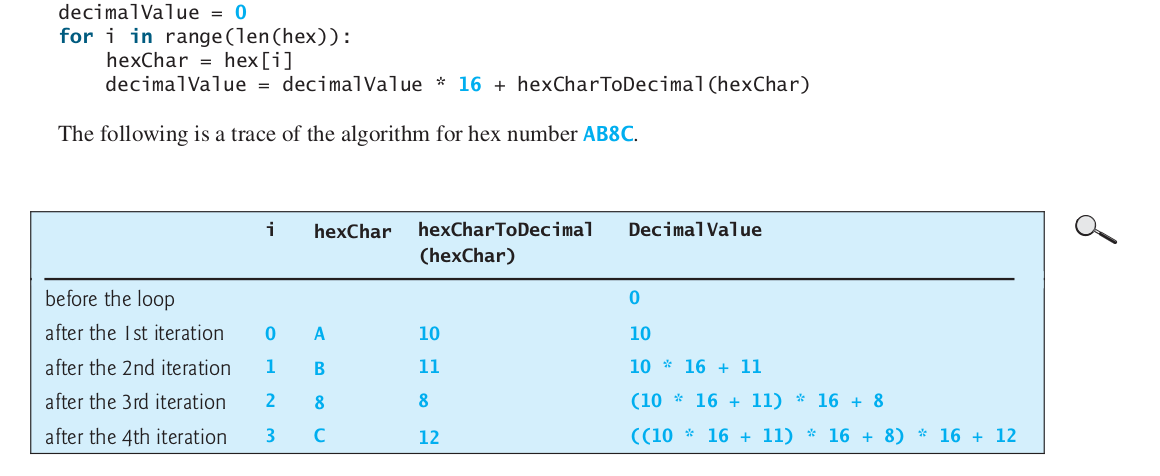 decimalValue = 0
for i in range(len(hex)):
    hexChar = hex[i]
    decimalValue = decimalValue * 16 + hexCharToDecimal(hexChar)
The following is a trace of the algorithm for hex number AB8C.
i hexChar hexCharToDecimal DecimalValue
(hexChar)
before the loop 0
after the 1st iteration 0 A 10 10
after the 2nd iteration 1 B 11 10 * 16 + 11
after the 3rd iteration 2 8 8 (10 * 16 + 11) * 16 + 8
after the 4th iteration 3 C 12 ((10 * 16 + 11) * 16 + 8) * 16 + 12